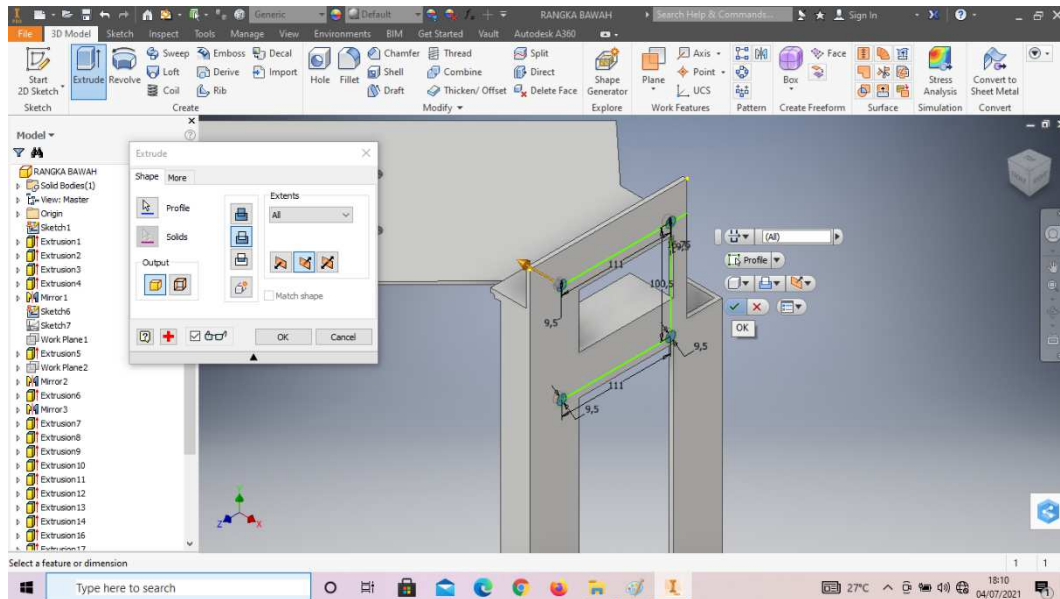 Generic
Default
RANGKA BAWAH
Search Help & Commands...
Sign In
File 3D Model Sketch Inspect Tools Manage View Environments BIM Get Started Vault Autodesk A360
Start 2D Sketch
Extrude
Revolve
Sweep
Loft
Coil
Emboss
Derive
Rib
Decal
Import
Hole
Fillet
Chamfer
Shell
Draft
Thread
Combine
Thicken/ Offset
Split
Direct
Delete Face
Shape Generator
Plane
Axis
Point
UCS
Box
Face
Stress Analysis
Convert to Sheet Metal
Sketch
Create
Modify
Explore
Work Features
Pattern
Create Freeform
Surface
Simulation
Convert
Model
RANGKA BAWAH
Solid Bodies(1)
View: Master
Origin
Sketch1
Extrusion1
Extrusion2
Extrusion3
Extrusion4
Mirror1
Sketch6
Sketch7
Work Plane1
Extrusion5
Work Plane2
Mirror2
Extrusion6
Mirror3
Extrusion7
Extrusion8
Extrusion9
Extrusion10
Extrusion11
Extrusion12
Extrusion13
Extrusion14
Extrusion16
Extrusion17
Extrude
Shape More
Profile
Solids
Output
Extents
All
Match shape
OK Cancel
111
100,5
9,5
9,5
111
9,5
(All)
Profile
OK
Y
Z X
Select a feature or dimension
1 1
Type here to search
27°C
18:10
04/07/2021